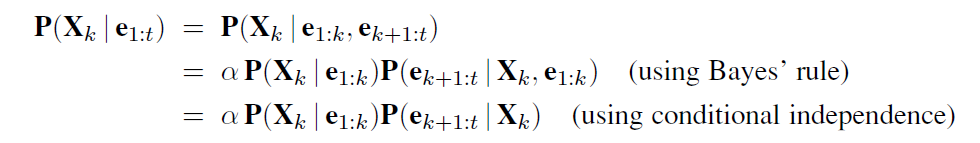 P(X_k | e_{1:t}) = P(X_k | e_{1:k}, e_{k+1:t})
= α P(X_k | e_{1:k})P(e_{k+1:t} | X_k, e_{1:k}) (using Bayes’ rule)
= α P(X_k | e_{1:k})P(e_{k+1:t} | X_k) (using conditional independence)